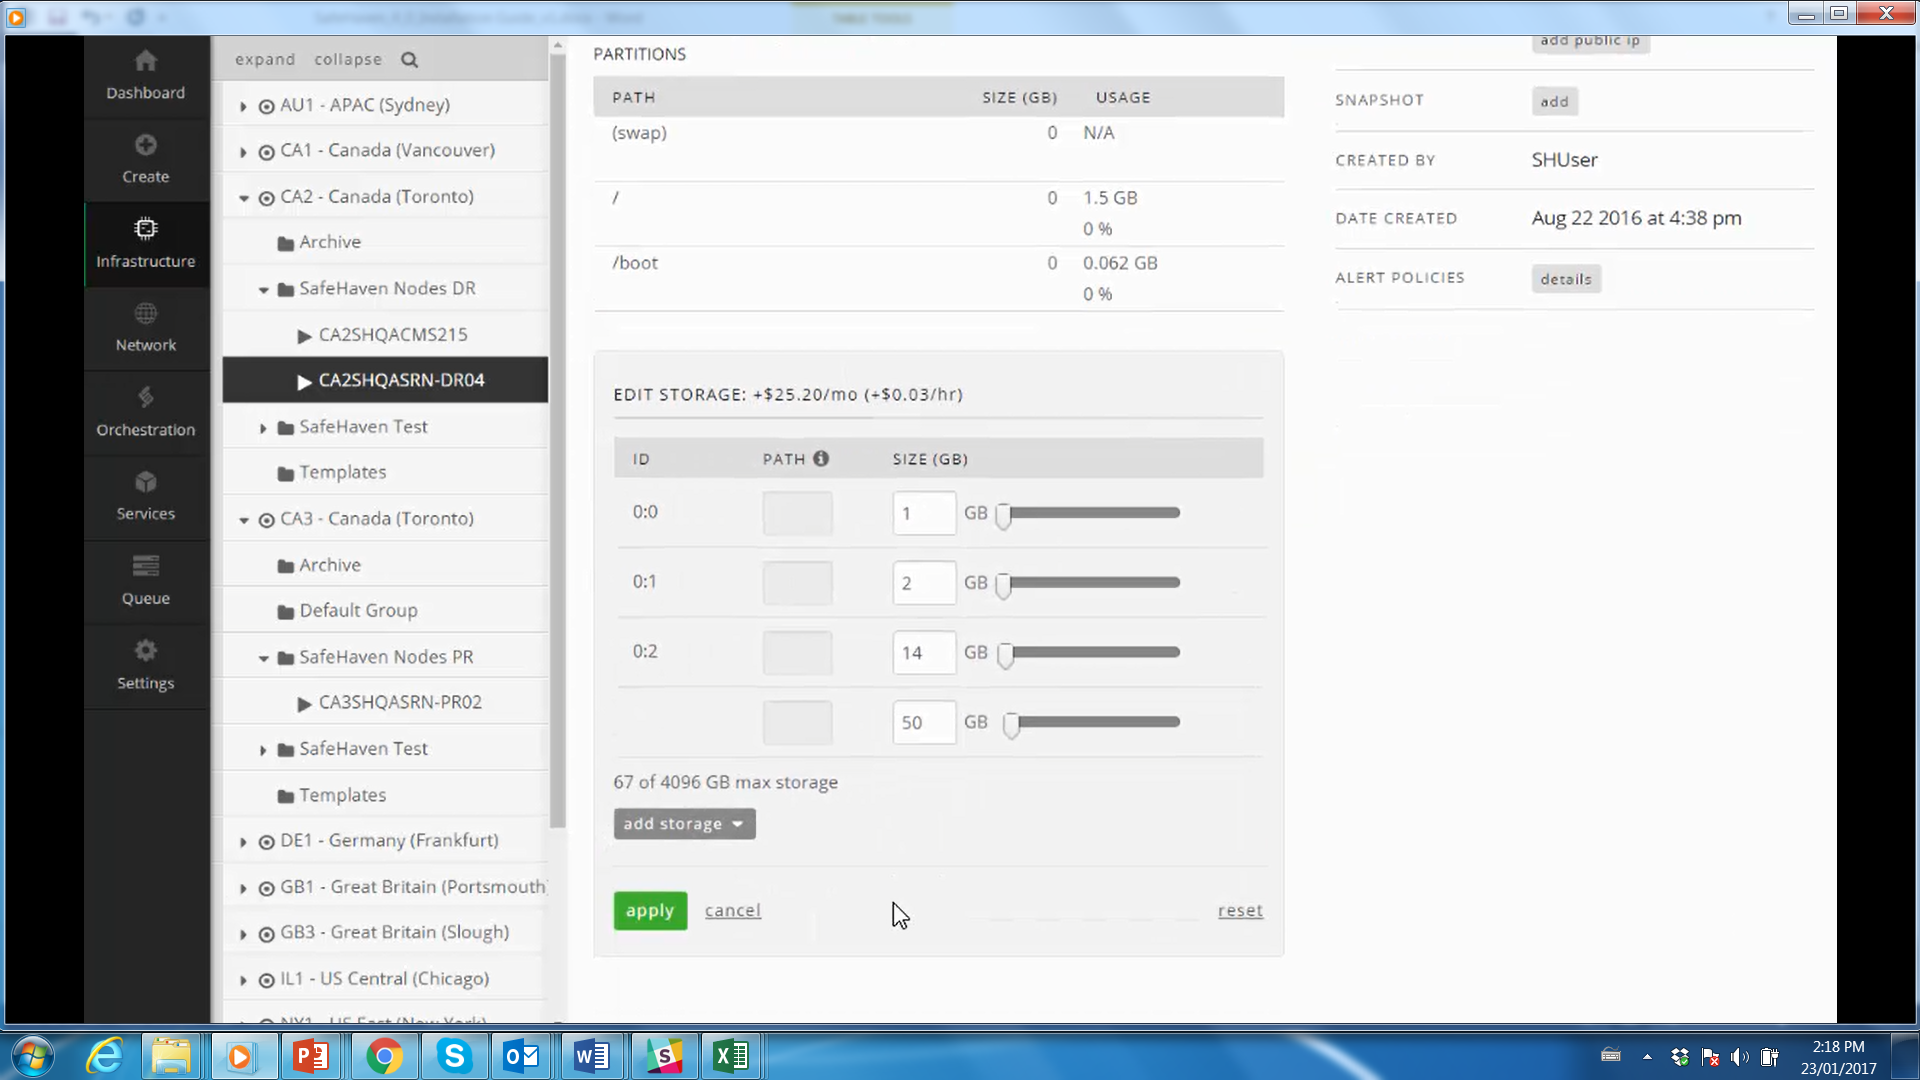 TABLE TOOLS
Dashboard
Create
Infrastructure
Network
Orchestration
Services
Queue
Settings
expand collapse
AU1 - APAC (Sydney)
CA1 - Canada (Vancouver)
CA2 - Canada (Toronto)
Archive
SafeHaven Nodes DR
CA2SHQACMS215
CA2SHQASRN-DR04
SafeHaven Test
Templates
CA3 - Canada (Toronto)
Archive
Default Group
SafeHaven Nodes PR
CA3SHQASRN-PR02
SafeHaven Test
Templates
DE1 - Germany (Frankfurt)
GB1 - Great Britain (Portsmouth)
GB3 - Great Britain (Slough)
IL1 - US Central (Chicago)
NY1 - US East (New York)
PARTITIONS
PATH SIZE (GB) USAGE
(swap) 0 N/A
/ 0 1.5 GB
0 %
/boot 0 0.062 GB
0 %
EDIT STORAGE: +$25.20/mo (+$0.03/hr)
ID PATH SIZE (GB)
0:0 1 GB
0:1 2 GB
0:2 14 GB
50 GB
67 of 4096 GB max storage
add storage
apply cancel reset
add public ip
SNAPSHOT add
CREATED BY SHUser
DATE CREATED Aug 22 2016 at 4:38 pm
ALERT POLICIES details
2:18 PM
23/01/2017